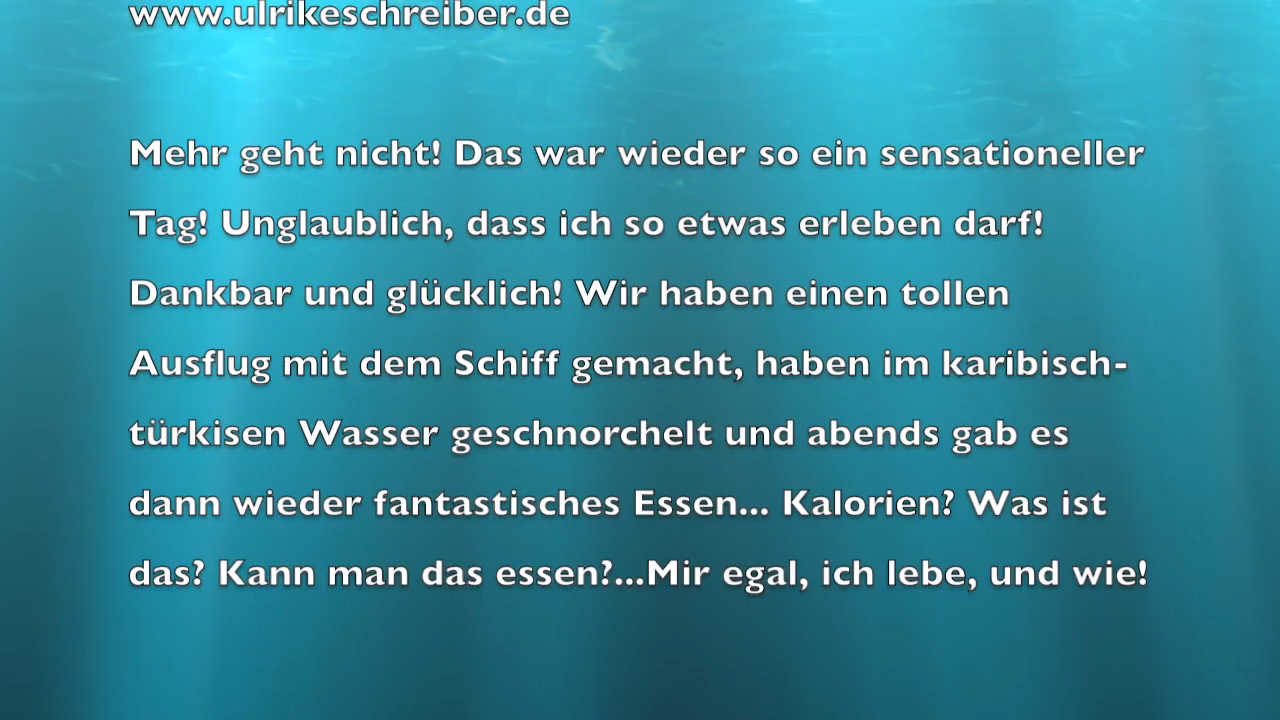 www.ulrikeschreiber.de
Mehr geht nicht! Das war wieder so ein sensationeller
Tag! Unglaublich, dass ich so etwas erleben darf!
Dankbar und glücklich! Wir haben einen tollen
Ausflug mit dem Schiff gemacht, haben im karibisch-
türkisen Wasser geschnorchelt und abends gab es
dann wieder fantastisches Essen... Kalorien? Was ist
das? Kann man das essen?...Mir egal, ich lebe, und wie!